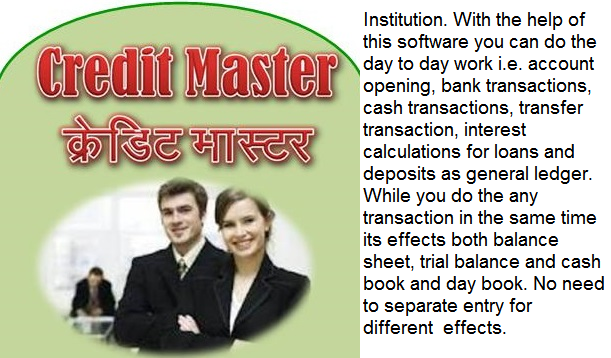 Credit Master
क्रेडिट मास्टर
Institution. With the help of
this software you can do the
day to day work i.e. account
opening, bank transactions,
cash transactions, transfer
transaction, interest
calculations for loans and
deposits as general ledger.
While you do the any
transaction in the same time
its effects both balance
sheet, trial balance and cash
book and day book. No need
to separate entry for
different  effects.